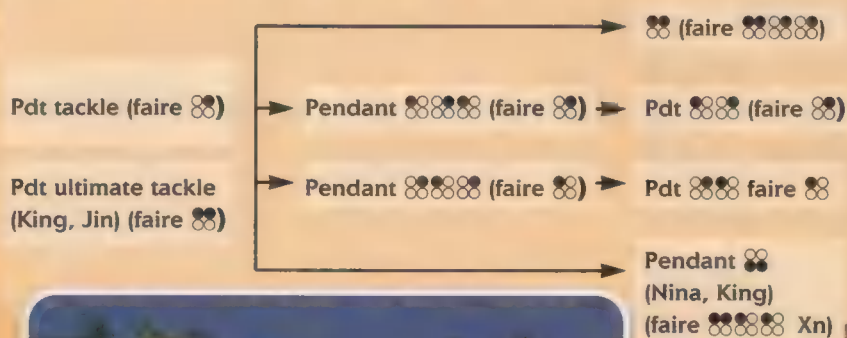 (faire )
Pdt tackle (faire )
Pendant (faire )
Pdt (faire )
Pdt ultimate tackle
(King, Jin) (faire )
Pendant (faire )
Pdt faire
Pendant
(Nina, King)
(faire Xn)